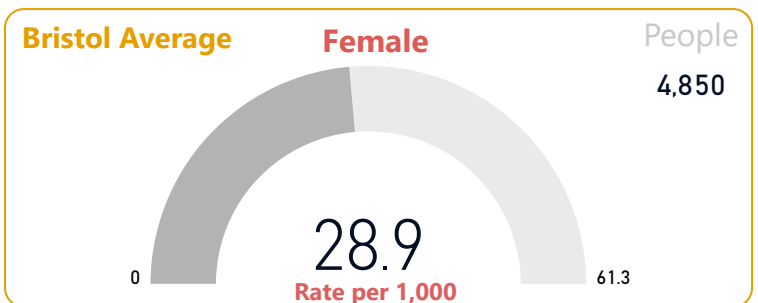 Bristol Average
Female
People
4,850
28.9
0
61.3
Rate per 1,000